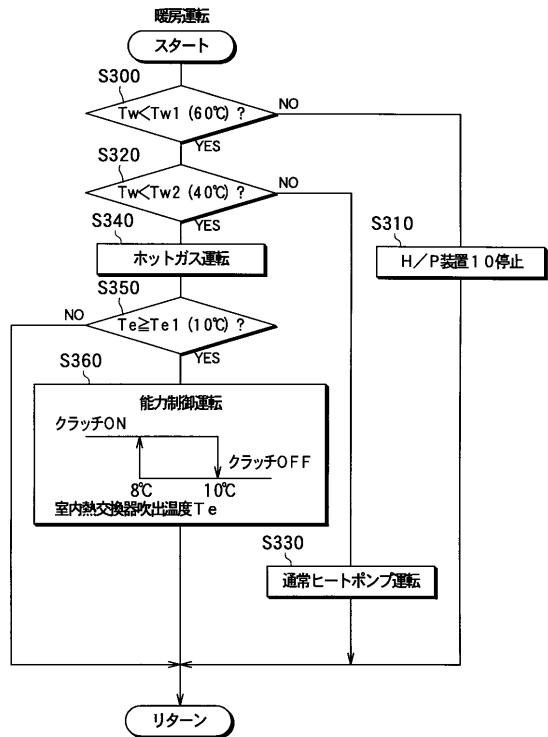 暖房運転
スタート
S300
Tw<Tw1(60℃)?
NO
YES
S320
Tw<Tw2(40℃)?
NO
YES
S340
ホットガス運転
S310
H/P装置10停止
S350
Te≧Te1(10℃)?
NO
YES
S360
能力制御運転
クラッチON
クラッチOFF
8℃
10℃
室内熱交換器吹出温度Te
S330
通常ヒートポンプ運転
リターン